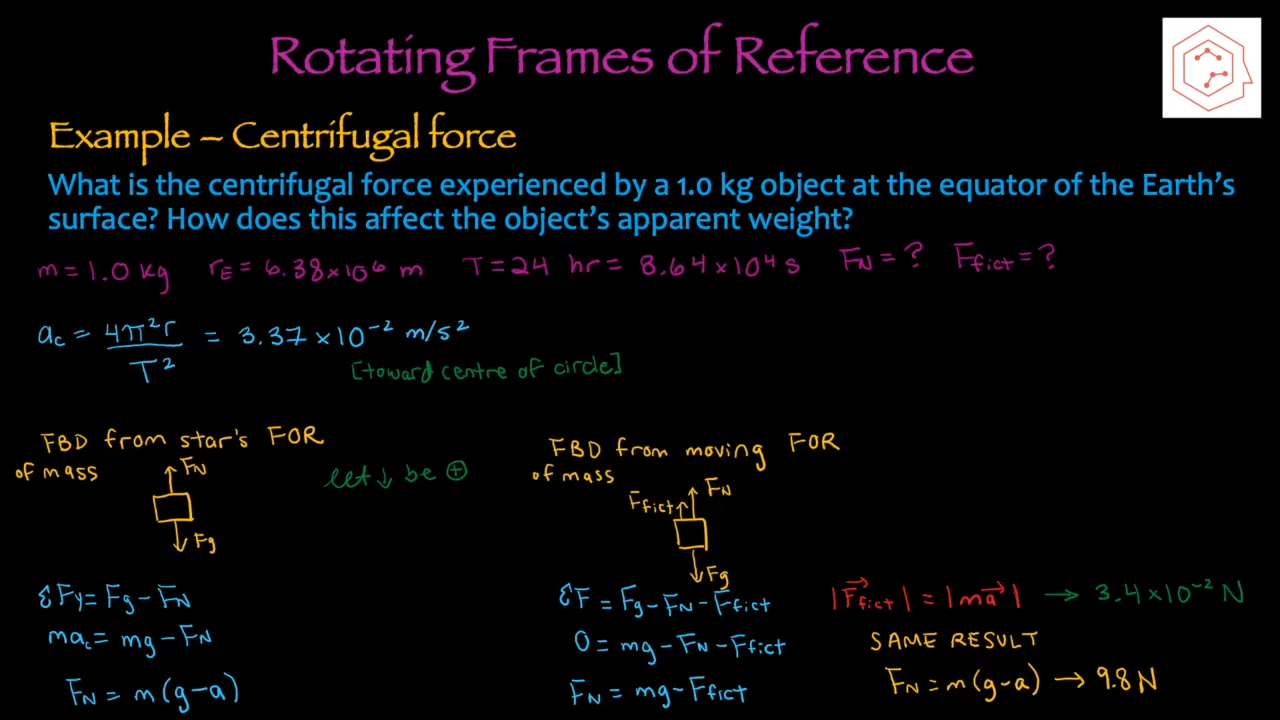 Rotating Frames of Reference
Example – Centrifugal force
What is the centrifugal force experienced by a 1.0 kg object at the equator of the Earth's
surface? How does this affect the object's apparent weight?
m = 1.0 kg rE = 6.38×10⁶ m T = 24 hr = 8.64×10⁴ s FN = ? Ffict = ?
ac = 4π²r / T² = 3.37×10⁻² m/s²
[toward centre of circle]
FBD from star's FOR
of mass
FN
Fg
let ↓ be ⊕
ΣFy = Fg − FN
mac = mg − FN
FN = m(g−a)
FBD from moving FOR
of mass
Ffict FN
Fg
ΣF = Fg − FN − Ffict
0 = mg − FN − Ffict
FN = mg − Ffict
|F⃗fict| = |ma⃗| → 3.4×10⁻² N
SAME RESULT
FN = m(g−a) → 9.8 N